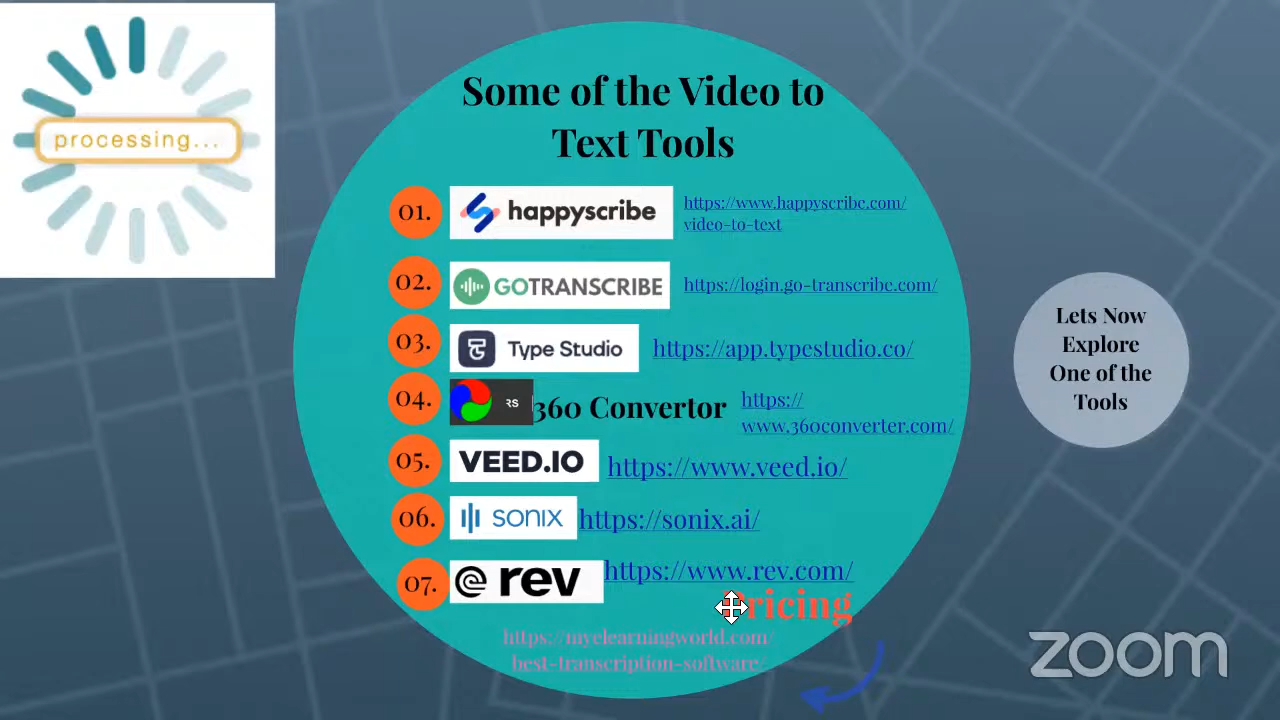 processing...
Some of the Video to
Text Tools
01.
happyscribe
https://www.happyscribe.com/
video-to-text
02.
GOTRANSCRIBE
https://login.go-transcribe.com/
03.
Type Studio
https://app.typestudio.co/
04.
RS
360 Convertor
https://
www.360converter.com/
05.
VEED.IO
https://www.veed.io/
06.
SONIX
https://sonix.ai/
07.
rev
https://www.rev.com/
Pricing
https://myelearningworld.com/
best-transcription-software/
Lets Now
Explore
One of the
Tools
zoom